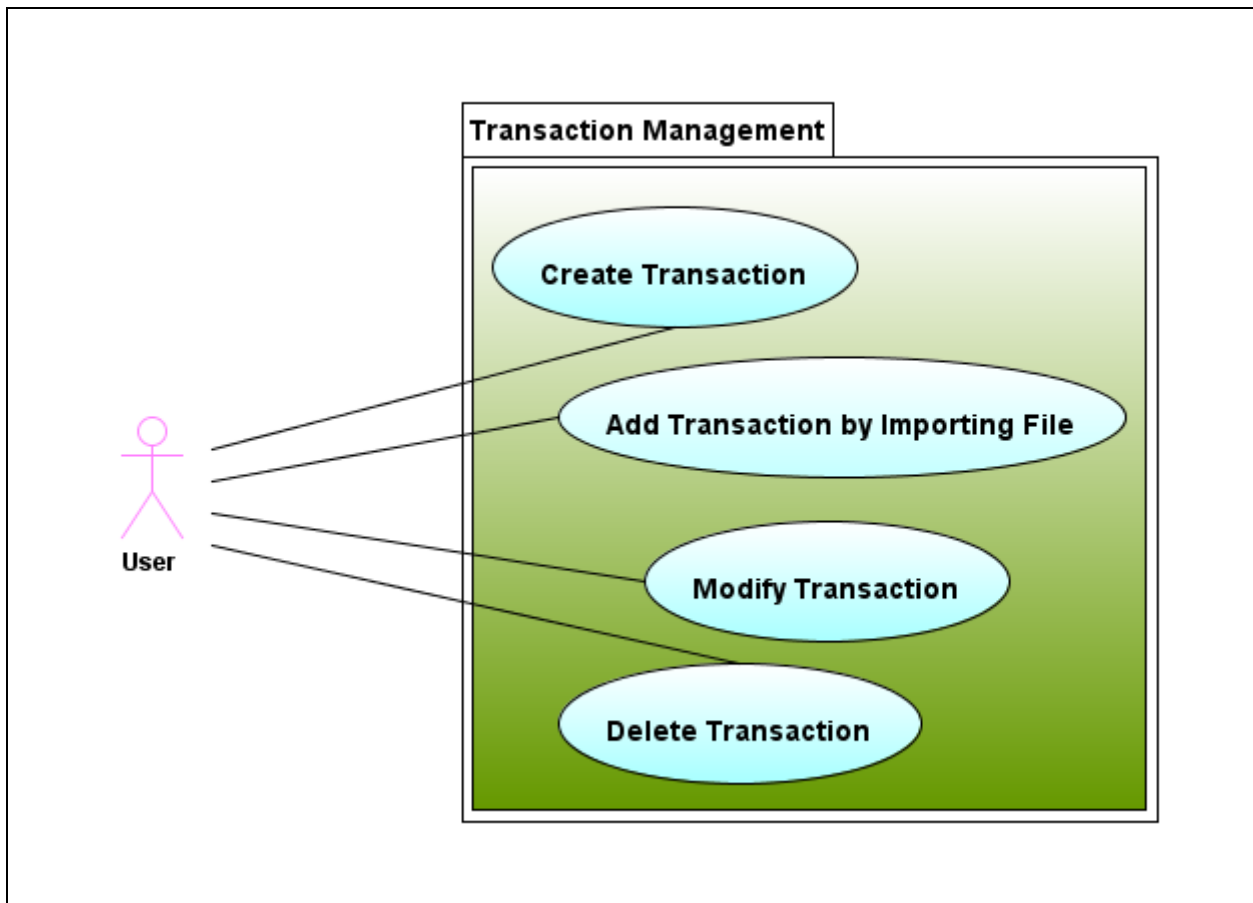 Transaction Management
Create Transaction
Add Transaction by Importing File
User
Modify Transaction
Delete Transaction